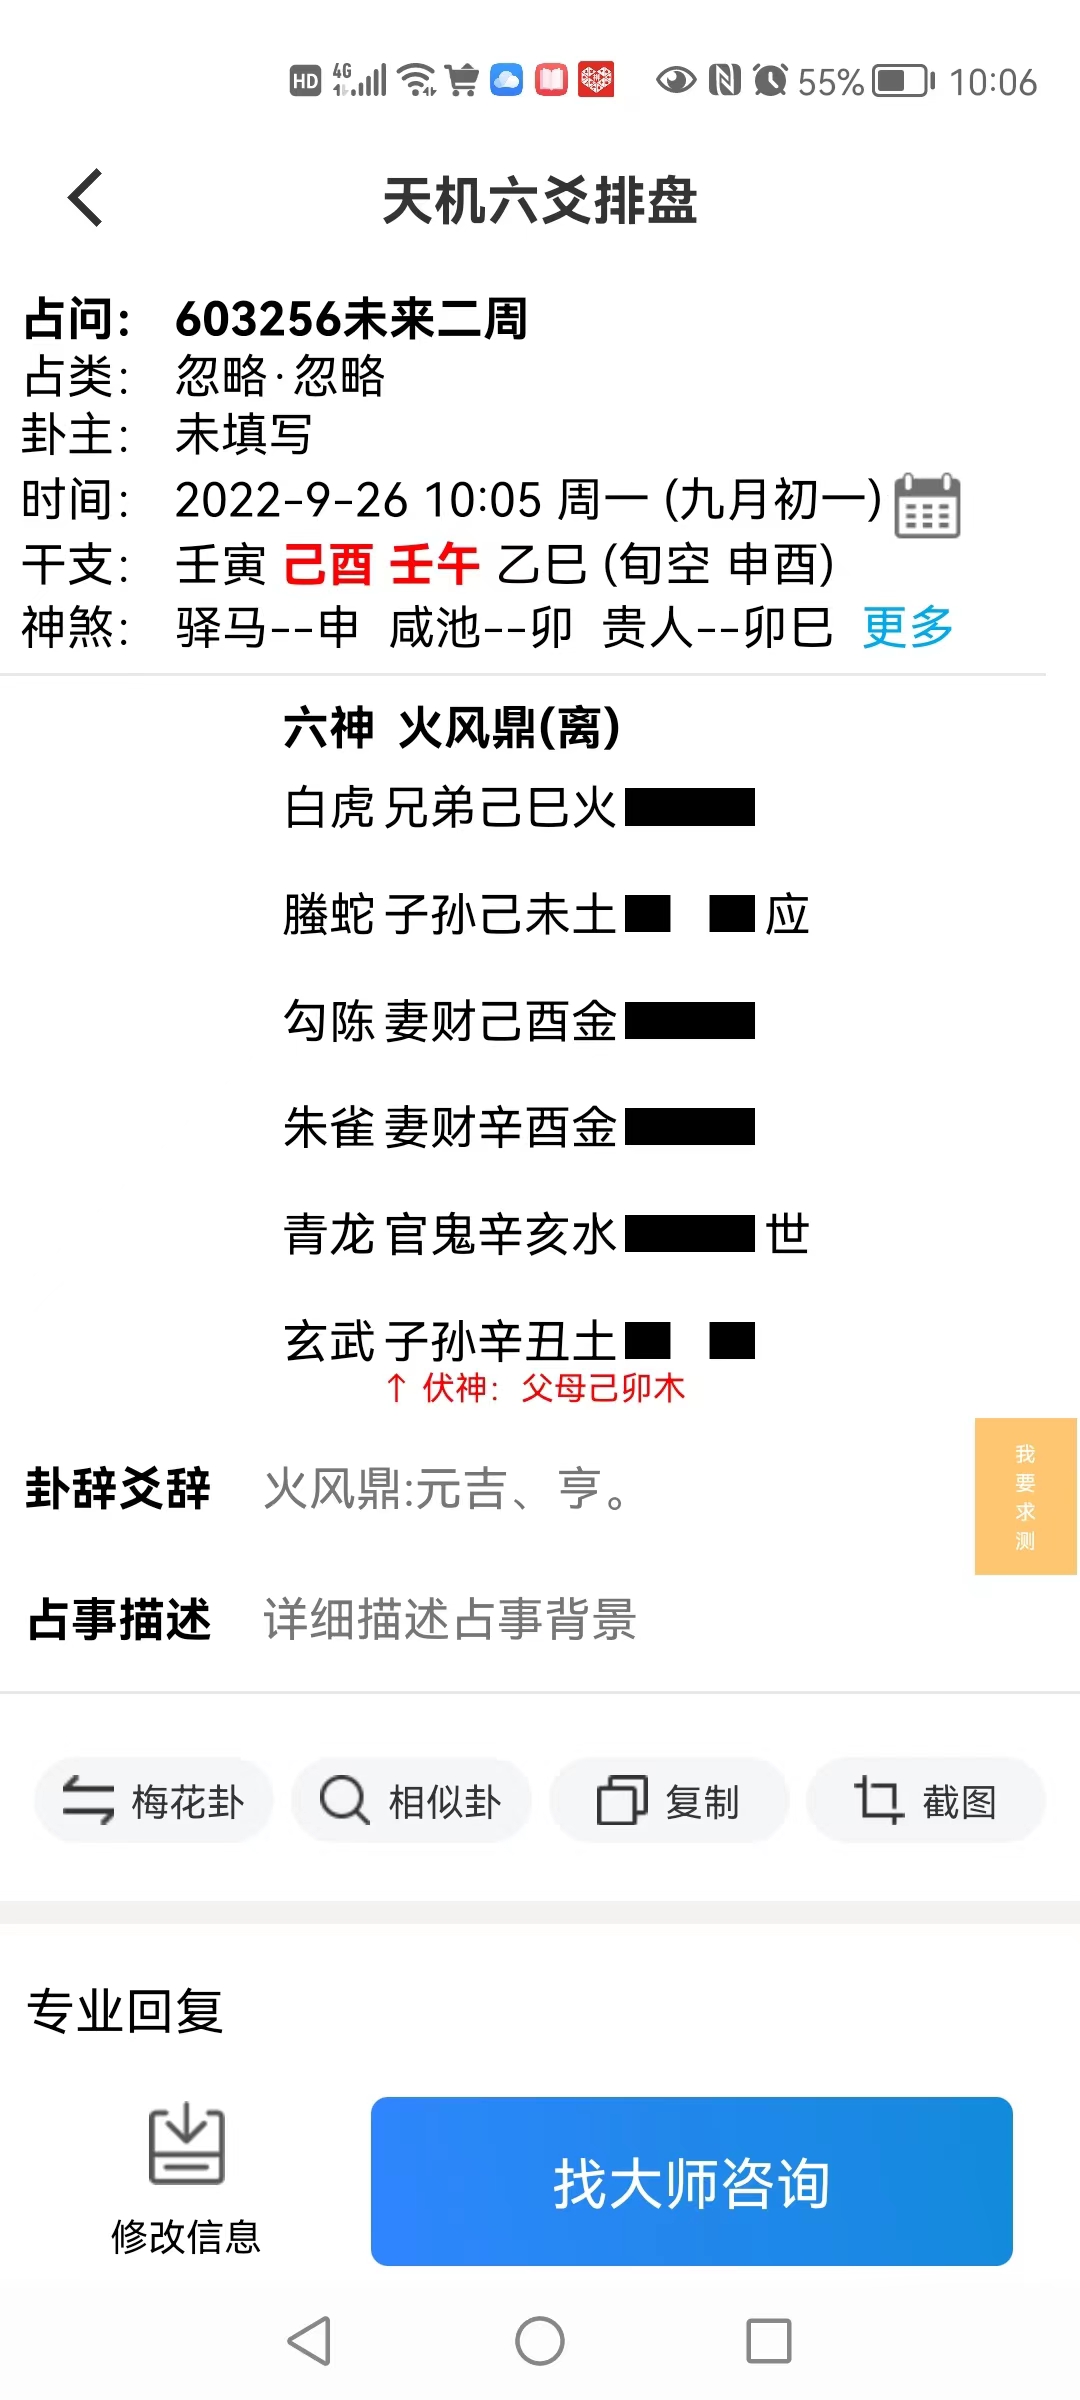 HD 4G 55% 10:06
天机六爻排盘
占问： 603256未来二周
占类： 忽略·忽略
卦主： 未填写
时间： 2022-9-26 10:05 周一 (九月初一)
干支： 壬寅 己酉 壬午 乙巳 (旬空 申酉)
神煞： 驿马--申 咸池--卯 贵人--卯巳 更多
六神 火风鼎(离)
白虎 兄弟己巳火
螣蛇 子孙己未土 应
勾陈 妻财己酉金
朱雀 妻财辛酉金
青龙 官鬼辛亥水 世
玄武 子孙辛丑土
↑ 伏神：父母己卯木
我要求测
卦辞爻辞 火风鼎:元吉、亨。
占事描述 详细描述占事背景
梅花卦 相似卦 复制 截图
专业回复
修改信息 找大师咨询